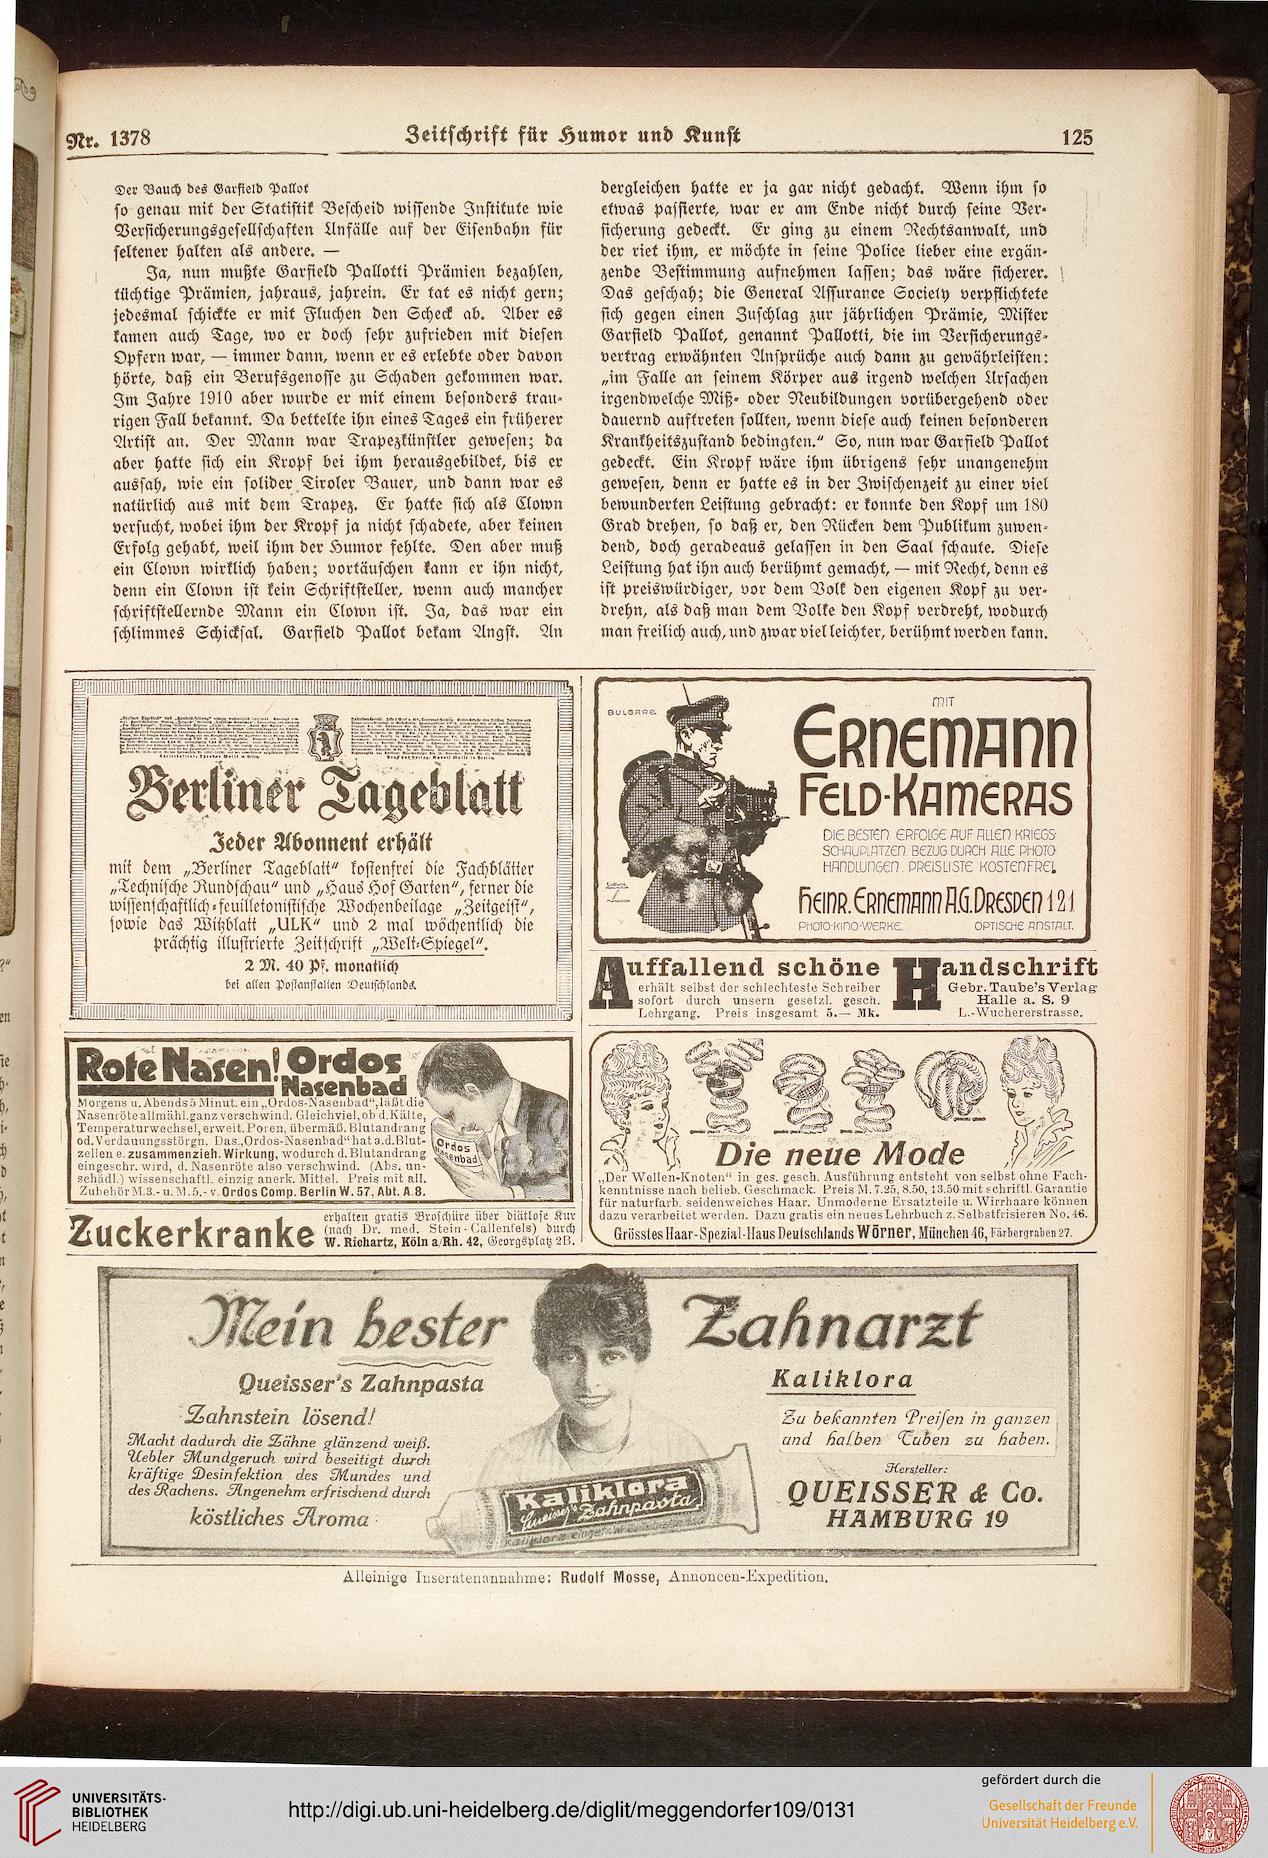 Nr. 1378
Zeitschrift für Humor und Kunst
125
Der Bauch des Garfield Pallot
so genau mit der Statistik Bescheid wissende Institute wie
Versicherungsgesellschaften Unfälle auf der Eisenbahn für
seltener halten als andere. —
Ja, nun mußte Garfield Pallotti Prämien bezahlen,
tüchtige Prämien, jahraus, jahrein. Er tat es nicht gern;
jedesmal schickte er mit Fluchen den Scheck ab. Aber es
kamen auch Tage, wo er doch sehr zufrieden mit diesen
Opfern war, — immer dann, wenn er es erlebte oder davon
hörte, daß ein Berufsgenosse zu Schaden gekommen war.
Im Jahre 1910 aber wurde er mit einem besonders trau-
rigen Fall bekannt. Da bettelte ihn eines Tages ein früherer
Artist an. Der Mann war Trapezkünstler gewesen; da
aber hatte sich ein Kropf bei ihm herausgebildet, bis er
aussah, wie ein solider Tiroler Bauer, und dann war es
natürlich aus mit dem Trapez. Er hatte sich als Clown
versucht, wobei ihm der Kropf ja nicht schadete, aber keinen
Erfolg gehabt, weil ihm der Humor fehlte. Den aber muß
ein Clown wirklich haben; vortäuschen kann er ihn nicht,
denn ein Clown ist kein Schriftsteller, wenn auch mancher
schriftstellernde Mann ein Clown ist. Ja, das war ein
schlimmes Schicksal. Garfield Pallot bekam Angst. An
dergleichen hatte er ja gar nicht gedacht. Wenn ihm so
etwas passierte, war er am Ende nicht durch seine Ver-
sicherung gedeckt. Er ging zu einem Rechtsanwalt, und
der riet ihm, er möchte in seine Police lieber eine ergän-
zende Bestimmung aufnehmen lassen; das wäre sicherer.
Das geschah; die General Assurance Society verpflichtete
sich gegen einen Zuschlag zur jährlichen Prämie, Mister
Garfield Pallot, genannt Pallotti, die im Versicherungs-
vertrag erwähnten Ansprüche auch dann zu gewährleisten:
„im Falle an seinem Körper aus irgend welchen Ursachen
irgendwelche Miß- oder Neubildungen vorübergehend oder
dauernd auftreten sollten, wenn diese auch keinen besonderen
Krankheitszustand bedingten." So, nun war Garfield Pallot
gedeckt. Ein Kropf wäre ihm übrigens sehr unangenehm
gewesen, denn er hatte es in der Zwischenzeit zu einer viel
bewunderten Leistung gebracht: er konnte den Kopf um 180
Grad drehen, so daß er, den Rücken dem Publikum zuwen-
dend, doch geradeaus gelassen in den Saal schaute. Diese
Leistung hat ihn auch berühmt gemacht, — mit Recht, denn es
ist preiswürdiger, vor dem Volk den eigenen Kopf zu ver-
drehn, als daß man dem Volke den Kopf verdreht, wodurch
man freilich auch, und zwar viel leichter, berühmt werden kann.
Berliner Tageblatt
Jeder Abonnent erhält
mit dem „Berliner Tageblatt" kostenfrei die Fachblätter
„Technische Rundschau" und „Haus Hof Garten", ferner die
wissenschaftlich-feuilletonistische Wochenbeilage „Zeitgeist",
sowie das Witzblatt „ULK" und 2 mal wöchentlich die
prächtig illustrierte Zeitschrift „Welt-Spiegel".
2 M. 40 Pf. monatlich
bei allen Postanstalten Deutschlands.
BULGARE
MIT
ERNEMANN
FELD-KAMERAS
DIE BESTEN ERFOLGE AUF ALLEN KRIEGS-
SCHAUPLATZEN. BEZUG DURCH ALLE PHOTO-
HANDLUNGEN. PREISLISTE KOSTENFREI.
HEINR. ERNEMANN A.G. DRESDEN 121
PHOTO-KINO-WERKE. OPTISCHE ANSTALT.
Auffallend schöne Handschrift
erhält selbst der schlechteste Schreiber
sofort durch unsern gesetzl. gesch.
Lehrgang. Preis insgesamt 5.— Mk.
Gebr. Taube's Verlag
Halle a. S. 9
L.-Wuchererstrasse.
Rote Nasen! Ordos
Nasenbad
Morgens u. Abends 5 Minut. ein „Ordos-Nasenbad", läßt die
Nasenröte allmähl. ganz verschwind. Gleichviel, ob d. Kälte,
Temperaturwechsel, erweit. Poren, übermäß. Blutandrang
od. Verdauungsstörgn. Das „Ordos-Nasenbad" hat a. d. Blut-
zellen e. zusammenzieh. Wirkung, wodurch d. Blutandrang
eingeschr. wird, d. Nasenröte also verschwind. (Abs. un-
schädl.) wissenschaftl. einzig anerk. Mittel. Preis mit all.
Zubehör M. 3.- u. M. 5.- v. Ordos Comp. Berlin W. 57, Abt. A. 8.
Ordos
Nasenbad
Zuckerkranke
erhalten gratis Broschüre über diätlose Kur
(nach Dr. med. Stein-Callenfels) durch
W. Richartz, Köln a/Rh. 42, Georgsplatz 2B.
Die neue Mode
„Der Wellen-Knoten" in ges. gesch. Ausführung entsteht von selbst ohne Fach-
kenntnisse nach belieb. Geschmack. Preis M. 7.25, 8.50, 13.50 mit schriftl. Garantie
für naturfarb. seidenweiches Haar. Unmoderne Ersatzteile u. Wirrhaare können
dazu verarbeitet werden. Dazu gratis ein neues Lehrbuch z. Selbstfrisieren No. 46.
Grösstes Haar-Spezial-Haus Deutschlands Wörner, München 46, Färbergraben 27.
Mein bester Zahnarzt
Queisser's Zahnpasta
Kaliklora
Zahnstein lösend!
Macht dadurch die Zähne glänzend weiß.
Uebler Mundgeruch wird beseitigt durch
kräftige Desinfektion des Mundes und
des Rachens. Angenehm erfrischend durch
köstliches Aroma
Kaliklora
Queisser's Zahnpasta
Zu bekannten Preisen in ganzen
und halben Tuben zu haben.
Hersteller:
QUEISSER & Co.
HAMBURG 19
Alleinige Inseratenannahme: Rudolf Mosse, Annoncen-Expedition.
UNIVERSITÄTS-
BIBLIOTHEK
HEIDELBERG
http://digi.ub.uni-heidelberg.de/diglit/meggendorfer109/0131
gefördert durch die
Gesellschaft der Freunde
Universität Heidelberg e.V.